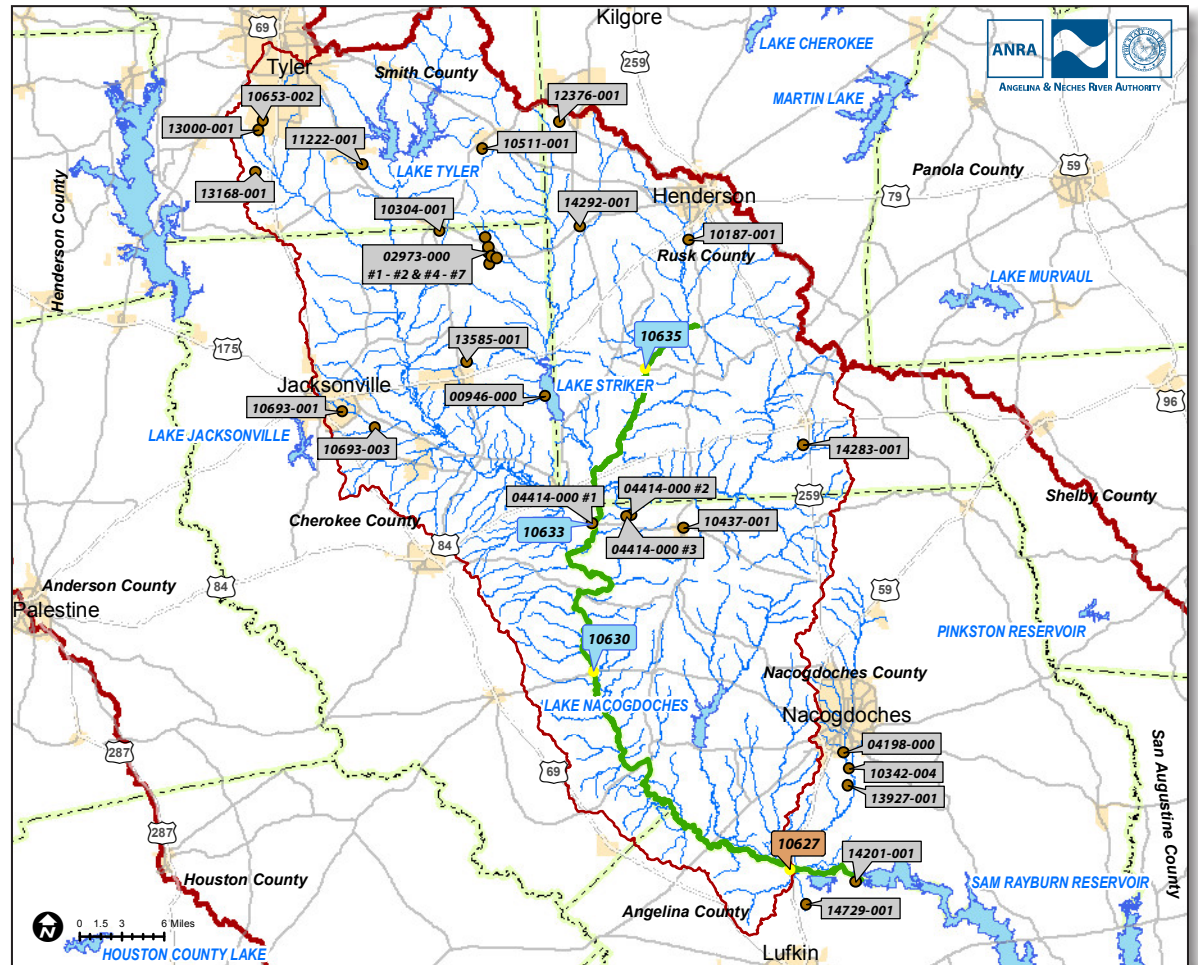 Kilgore
69
LAKE CHEROKEE
ANRA
ANGELINA & NECHES RIVER AUTHORITY
Tyler
Smith County
259
MARTIN LAKE
10653-002
12376-001
13000-001
11222-001
10511-001
LAKE TYLER
Panola County
59
13168-001
Henderson
79
Henderson County
10304-001
14292-001
10187-001
Rusk County
02973-000
#1 - #2 & #4 - #7
LAKE MURVAUL
175
13585-001
10635
Jacksonville
00946-000
LAKE STRIKER
96
10693-001
LAKE JACKSONVILLE
10693-003
14283-001
04414-000 #1
04414-000 #2
259
Shelby County
Cherokee County
10633
10437-001
04414-000 #3
84
Anderson County
84
59
Palestine
PINKSTON RESERVOIR
10630
Nacogdoches County
LAKE NACOGDOCHES
Nacogdoches
287
04198-000
10342-004
69
13927-001
San Augustine County
287
10627
14201-001
Houston County
SAM RAYBURN RESERVOIR
Angelina County
14729-001
N
0 1.5 3 6 Miles
HOUSTON COUNTY LAKE
Lufkin